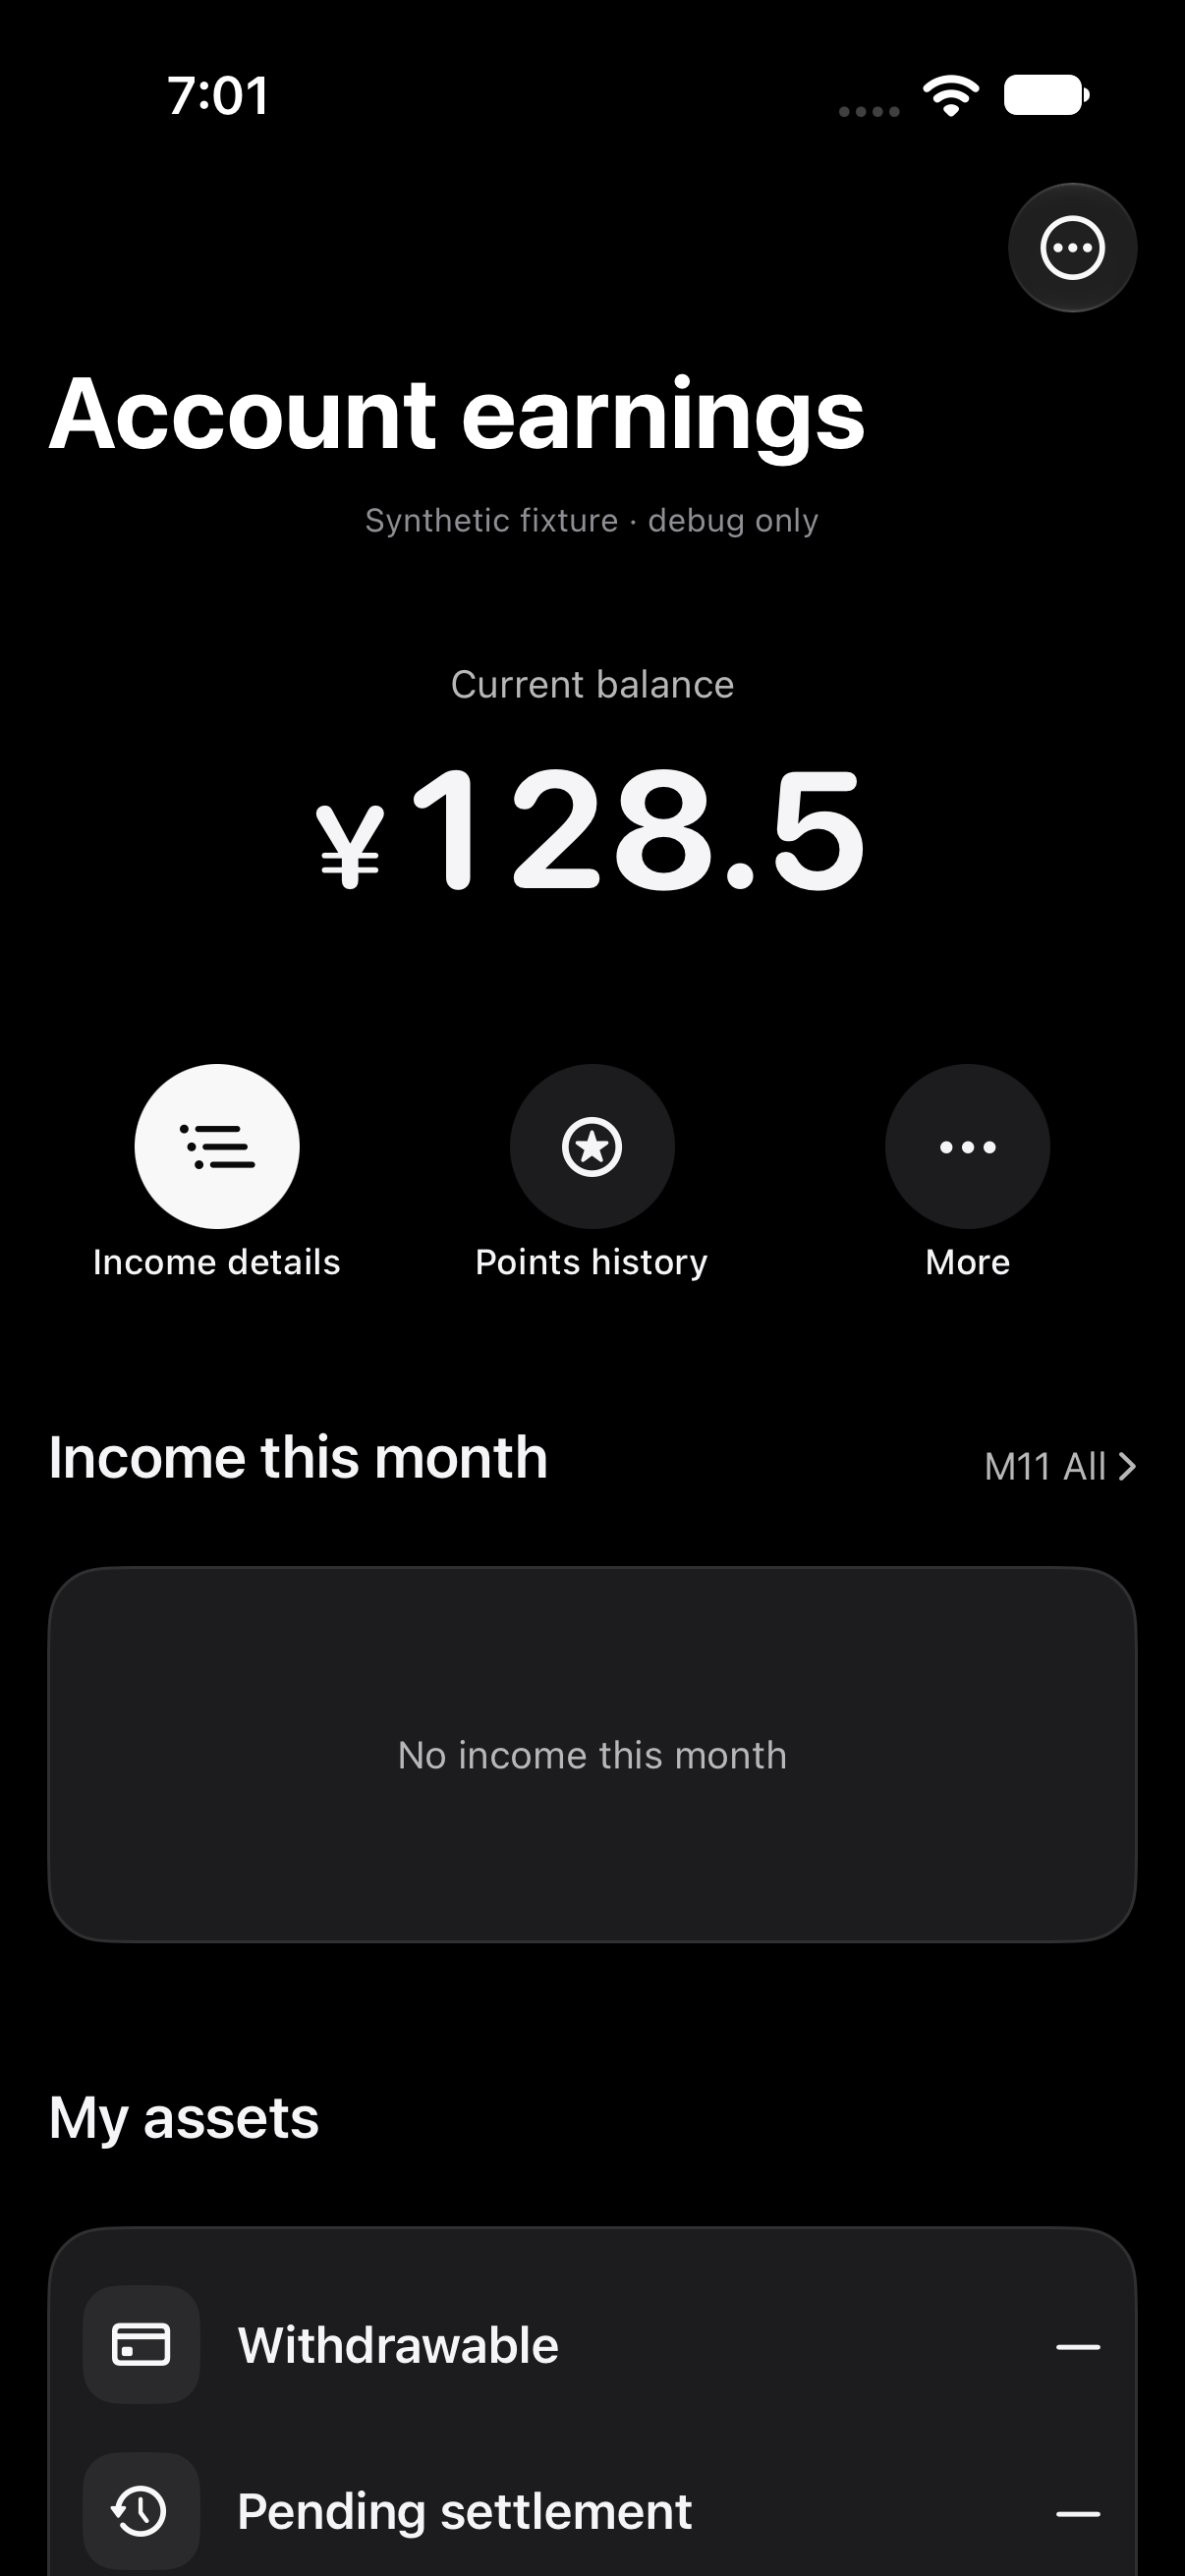 7:01
Account earnings
Synthetic fixture · debug only
Current balance
¥128.5
Income details
Points history
More
Income this month
M11 All
No income this month
My assets
Withdrawable —
Pending settlement —